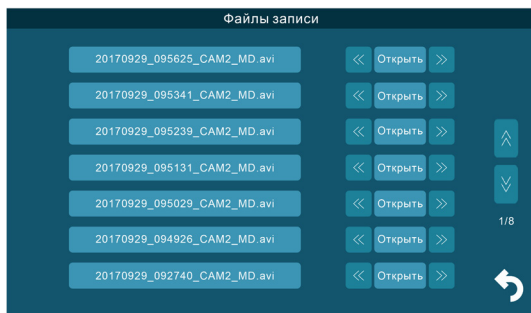 Файлы записи
20170929_095625_CAM2_MD.avi Открыть
20170929_095341_CAM2_MD.avi Открыть
20170929_095239_CAM2_MD.avi Открыть
20170929_095131_CAM2_MD.avi Открыть
20170929_095029_CAM2_MD.avi Открыть
1/8
20170929_094926_CAM2_MD.avi Открыть
20170929_092740_CAM2_MD.avi Открыть